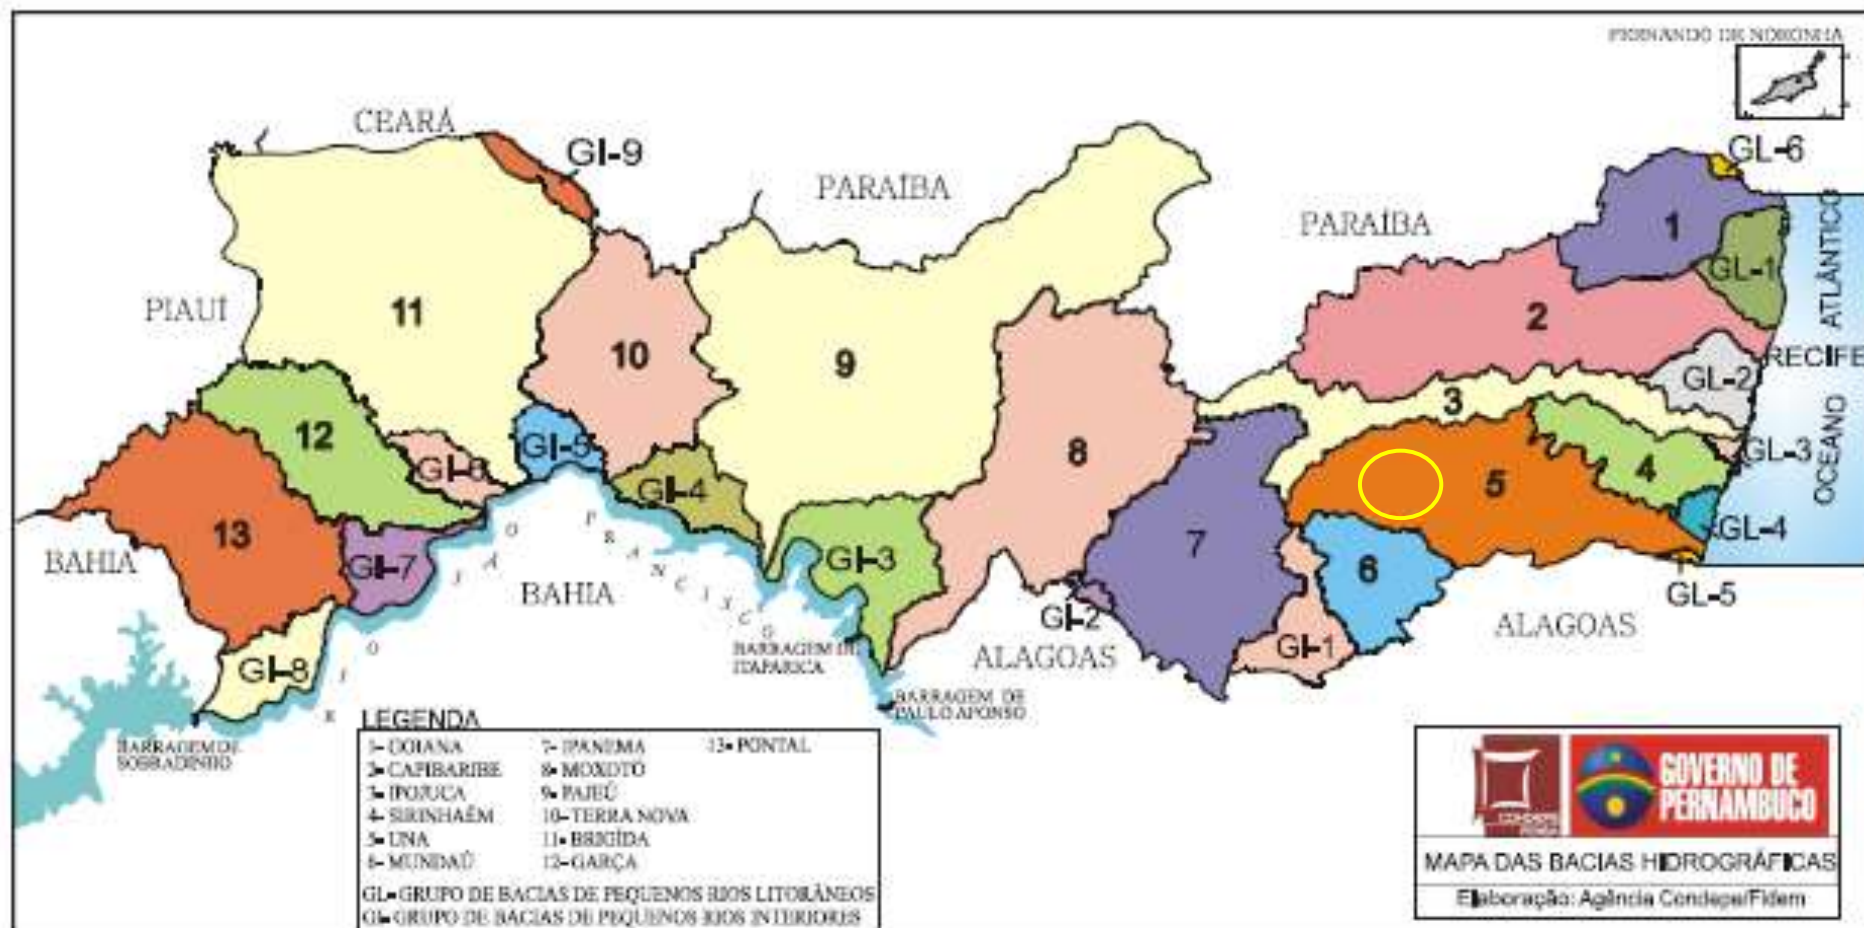 FERNANDO DE NORONHA
CEARÁ
GI-9
PARAÍBA
PARAÍBA
GL-6
1
GL-1
OCEANO ATLÂNTICO
PIAUÍ
11
10
9
2
RECIFE
GL-2
3
12
GI-6
GI-5
GI-4
8
7
5
4
GL-3
GL-4
GL-5
13
GI-7
GI-3
6
BAHIA
BAHIA
RIO SÃO FRANCISCO
GI-2
GI-1
GI-8
ALAGOAS
ALAGOAS
BARRAGEM DE
ITAPARICA
BARRAGEM DE
PAULO AFONSO
BARRAGEM DE
SOBRADINHO
LEGENDA
1- GOIANA
2- CAPIBARIBE
3- IPOJUCA
4- SIRINHAÉM
5- UNA
6- MUNDAÚ
7- IPANEMA
8- MOXOTÓ
9- PAJEÚ
10- TERRA NOVA
11- BRIGÍDA
12- GARÇA
13- PONTAL
GL- GRUPO DE BACIAS DE PEQUENOS RIOS LITORÂNEOS
GI- GRUPO DE BACIAS DE PEQUENOS RIOS INTERIORES
CONDEPE
FIDEM
GOVERNO DE
PERNAMBUCO
MAPA DAS BACIAS HIDROGRÁFICAS
Elaboração: Agência Condepe/Fidem